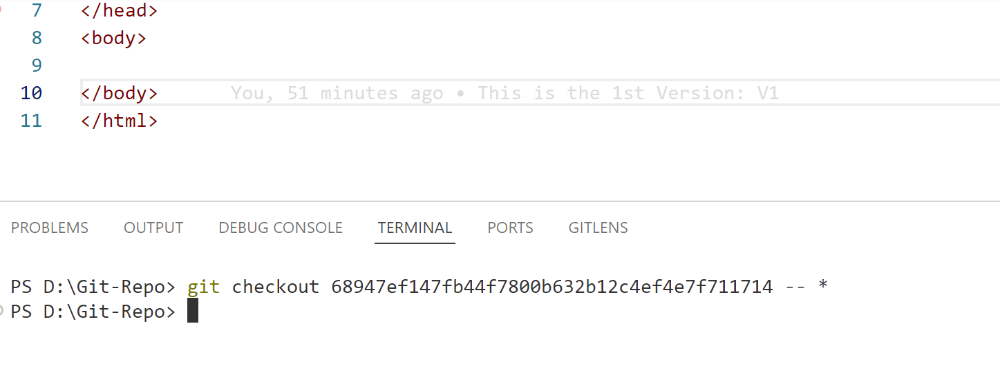 7 </head>
8 <body>
9
10 </body> You, 51 minutes ago • This is the 1st Version: V1
11 </html>
PROBLEMS OUTPUT DEBUG CONSOLE TERMINAL PORTS GITLENS
PS D:\Git-Repo> git checkout 68947ef147fb44f7800b632b12c4ef4e7f711714 -- *
PS D:\Git-Repo>